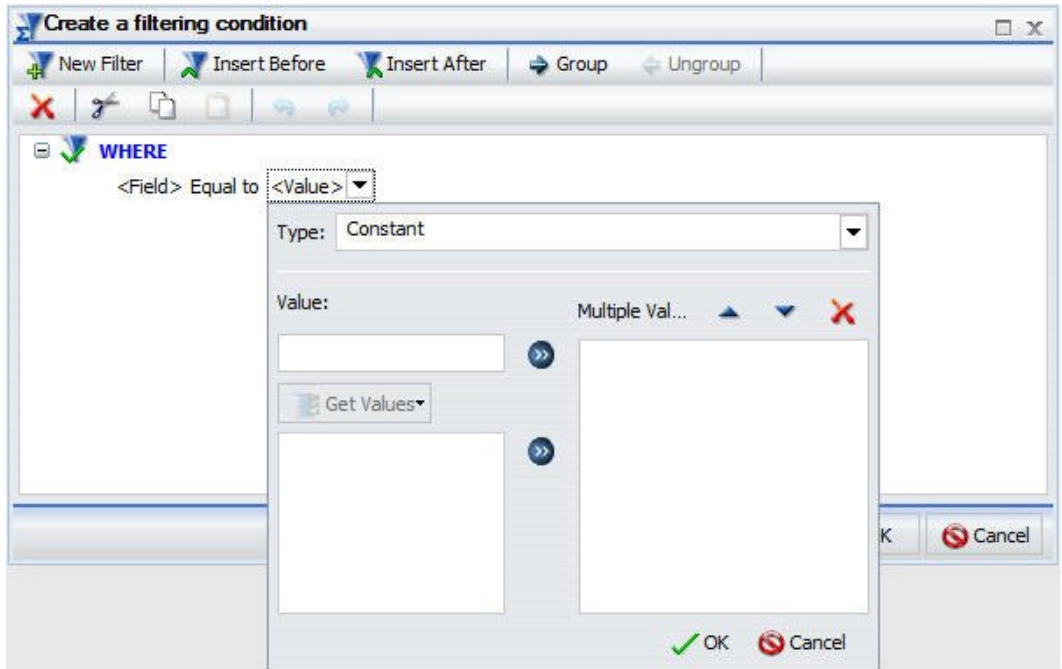 Create a filtering condition
New Filter Insert Before Insert After Group Ungroup
WHERE
<Field> Equal to <Value>
Type: Constant
Value:
Multiple Val...
Get Values
K Cancel
OK Cancel